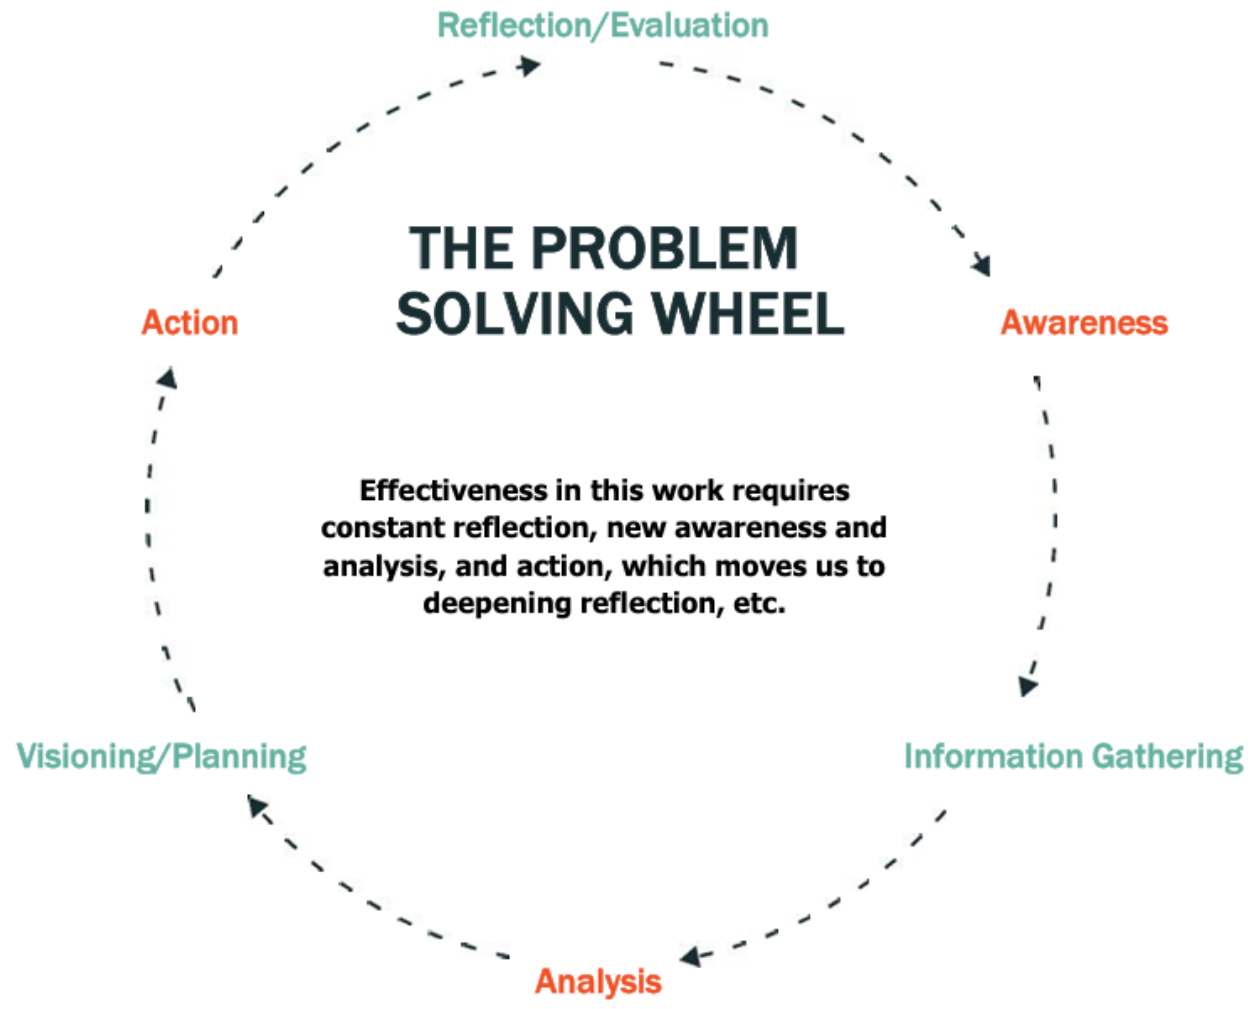 Reflection/Evaluation
THE PROBLEM
SOLVING WHEEL
Action
Awareness
Effectiveness in this work requires
constant reflection, new awareness and
analysis, and action, which moves us to
deepening reflection, etc.
Visioning/Planning
Information Gathering
Analysis